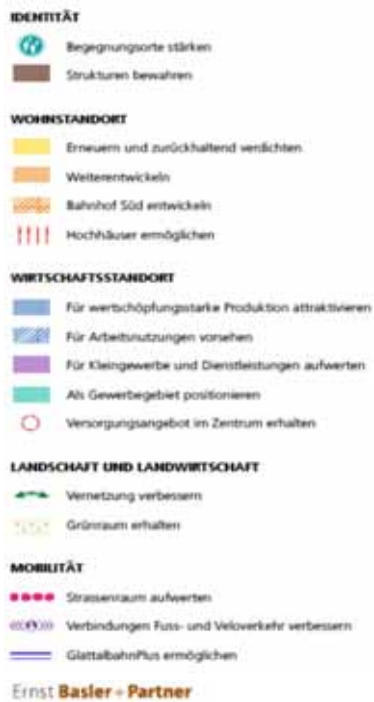 IDENTITÄT
Begegnungsorte stärken
Strukturen bewahren
WOHNSTANDORT
Erneuern und zurückhaltend verdichten
Weiterentwickeln
Bahnhof Süd entwickeln
Hochhäuser ermöglichen
WIRTSCHAFTSSTANDORT
Für wertschöpfungsstarke Produktion attraktivieren
Für Arbeitsnutzungen vorsehen
Für Kleingewerbe und Dienstleistungen aufwerten
Als Gewerbegebiet positionieren
Versorgungsangebot im Zentrum erhalten
LANDSCHAFT UND LANDWIRTSCHAFT
Vernetzung verbessern
Grünraum erhalten
MOBILITÄT
Strassenraum aufwerten
Verbindungen Fuss- und Veloverkehr verbessern
GlattalbahnPlus ermöglichen
Ernst Basler + Partner